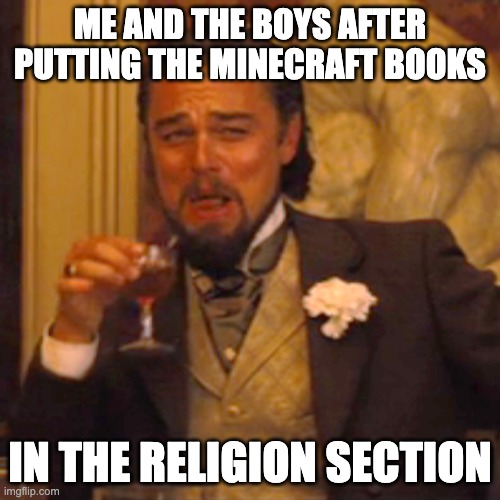 ME AND THE BOYS AFTER
PUTTING THE MINECRAFT BOOKS
IN THE RELIGION SECTION
imgflip.com